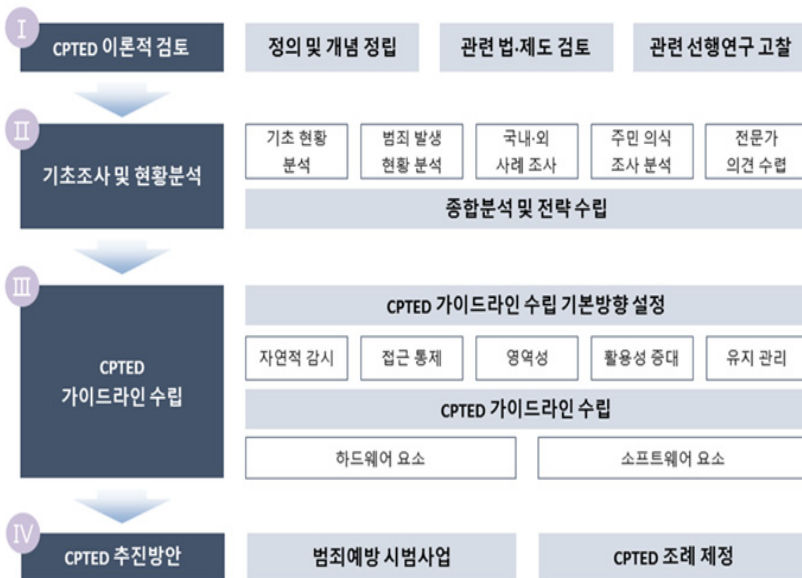 Ⅰ
CPTED 이론적 검토
정의 및 개념 정립
관련 법·제도 검토
관련 선행연구 고찰
Ⅱ
기초조사 및 현황분석
기초 현황
분석
범죄 발생
현황 분석
국내·외
사례 조사
주민 의식
조사 분석
전문가
의견 수렵
종합분석 및 전략 수립
Ⅲ
CPTED
가이드라인 수립
CPTED 가이드라인 수립 기본방향 설정
자연적 감시
접근 통제
영역성
활용성 증대
유지 관리
CPTED 가이드라인 수립
하드웨어 요소
소프트웨어 요소
Ⅳ
CPTED 추진방안
범죄예방 시범사업
CPTED 조례 제정